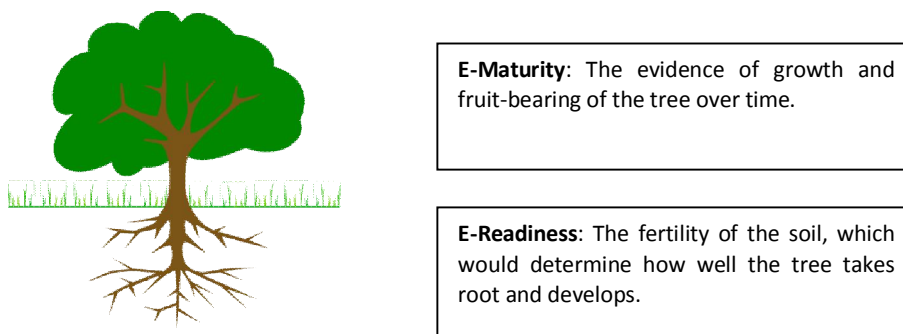 E-Maturity: The evidence of growth and
fruit-bearing of the tree over time.
E-Readiness: The fertility of the soil, which
would determine how well the tree takes
root and develops.